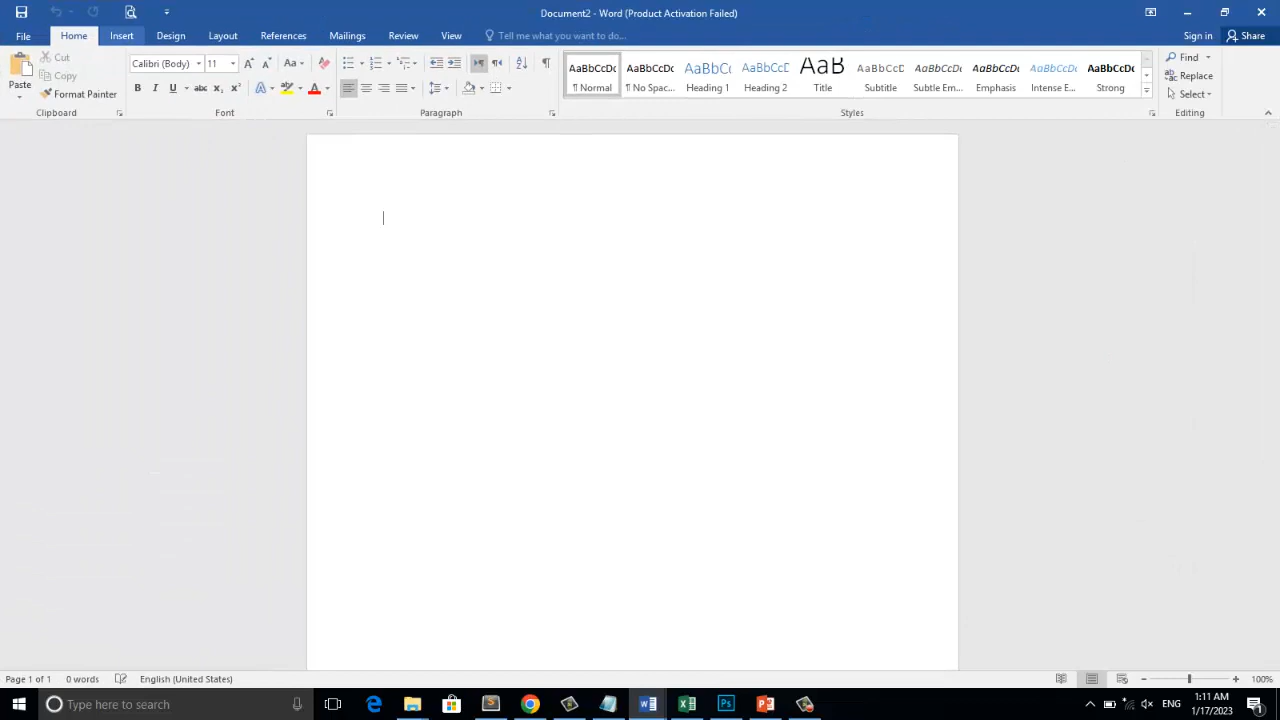 Document2 - Word (Product Activation Failed)
File Home Insert Design Layout References Mailings Review View Tell me what you want to do... Sign in Share
Paste Cut Copy Format Painter Clipboard
Calibri (Body) 11 Aa B I U abc X₂ X² A A Font
Paragraph
AaBbCcDc ¶ Normal
AaBbCcDc ¶ No Spac...
AaBbCc Heading 1
AaBbCcD Heading 2
AaB Title
AaBbCcD Subtitle
AaBbCcDc Subtle Em...
AaBbCcDc Emphasis
AaBbCcDc Intense E...
AaBbCcDc Strong
Styles
Find
Replace
Select
Editing
Page 1 of 1 0 words English (United States) 100%
Type here to search ENG 1:11 AM
1/17/2023